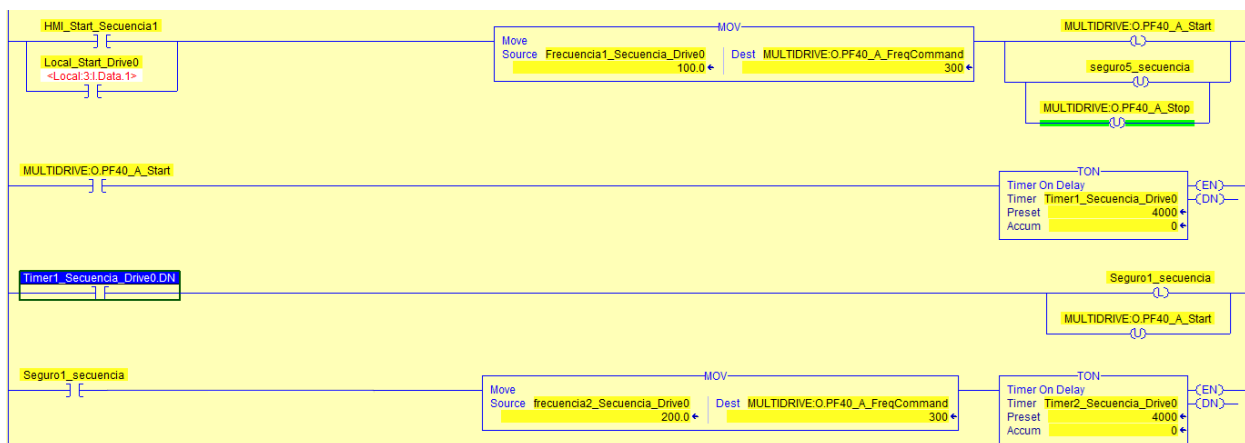 HMI_Start_Secuencia1
Local_Start_Drive0
<Local:3:I.Data.1>
MOV
Move
Source Frecuencia1_Secuencia_Drive0
100.0
Dest MULTIDRIVE:O.PF40_A_FreqCommand
300
MULTIDRIVE:O.PF40_A_Start
L
seguro5_secuencia
U
MULTIDRIVE:O.PF40_A_Stop
U
MULTIDRIVE:O.PF40_A_Start
TON
Timer On Delay
Timer Timer1_Secuencia_Drive0
Preset 4000
Accum 0
EN
DN
Timer1_Secuencia_Drive0.DN
Seguro1_secuencia
L
MULTIDRIVE:O.PF40_A_Start
U
Seguro1_secuencia
MOV
Move
Source frecuencia2_Secuencia_Drive0
200.0
Dest MULTIDRIVE:O.PF40_A_FreqCommand
300
TON
Timer On Delay
Timer Timer2_Secuencia_Drive0
Preset 4000
Accum 0
EN
DN